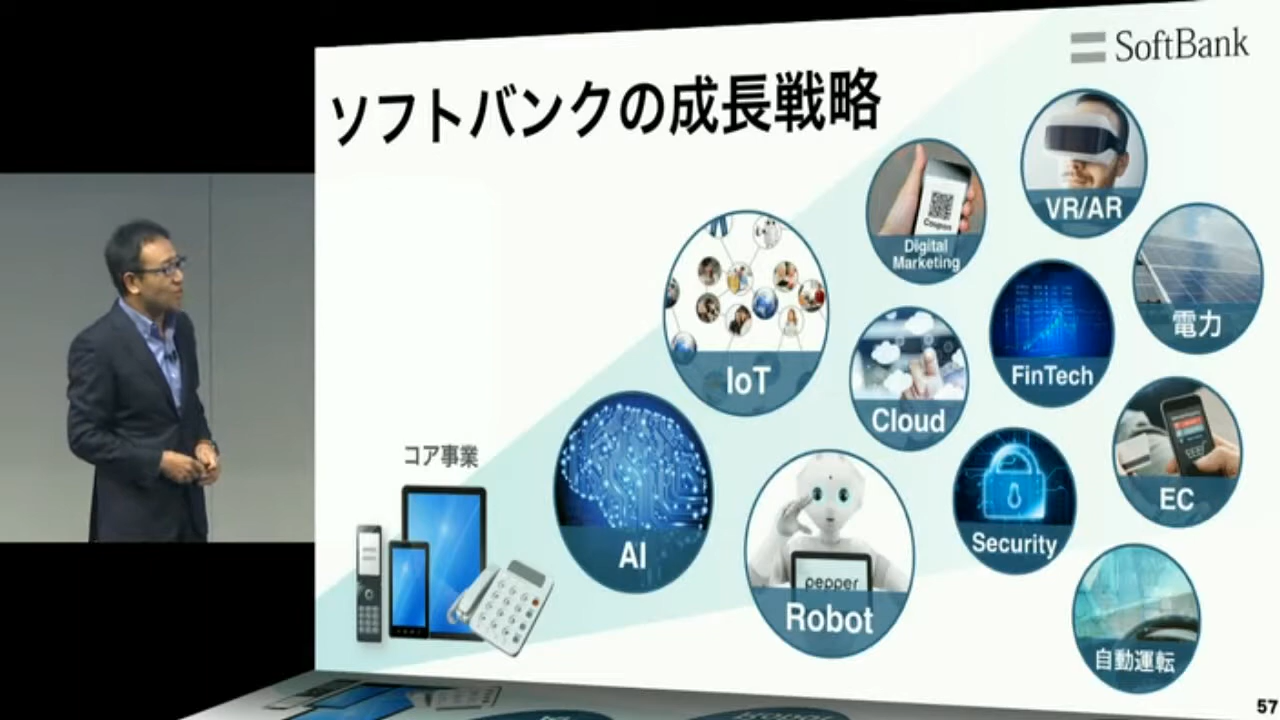 SoftBank
ソフトバンクの成長戦略
VR/AR
Coupon
Digital
Marketing
電力
IoT
FinTech
Cloud
コア事業
EC
Security
AI
pepper
Robot
自動運転
57